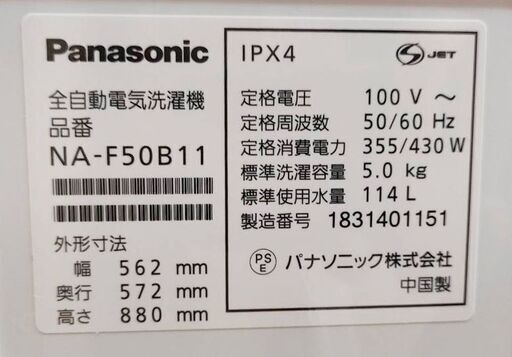 Panasonic
全自動電気洗濯機
品番
NA-F50B11
外形寸法
幅 562 mm
奥行 572 mm
高さ 880 mm
IPX4
S JET
定格電圧 100 V ～
定格周波数 50/60 Hz
定格消費電力 355/430 W
標準洗濯容量 5.0 kg
標準使用水量 114 L
製造番号 1831401151
PS
E
パナソニック株式会社
中国製